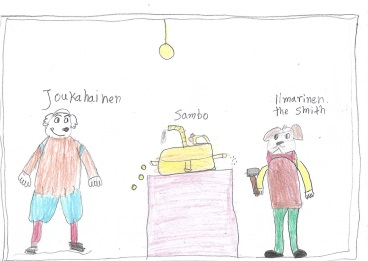 Joukahainen
Sambo
Ilmarinen.
the smith